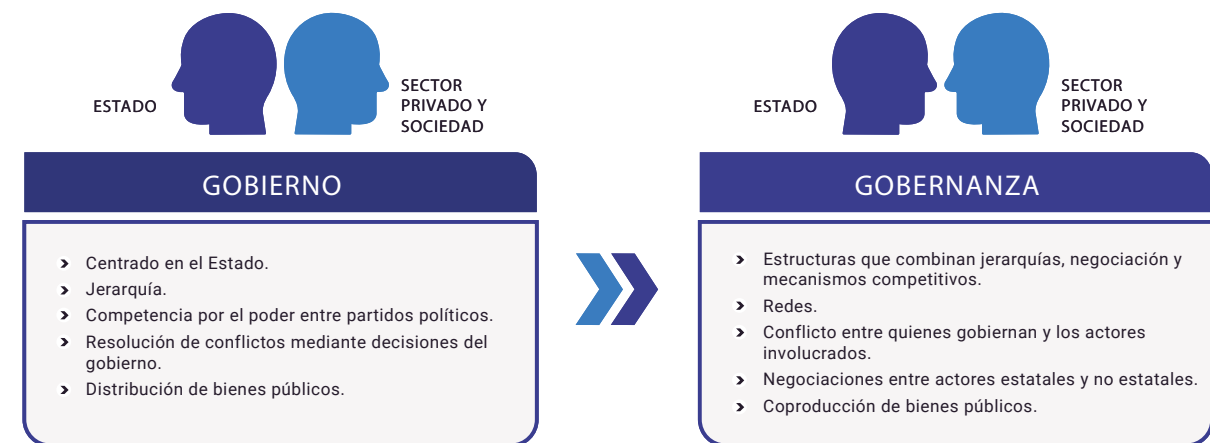 ESTADO
SECTOR
PRIVADO Y
SOCIEDAD
GOBIERNO
Centrado en el Estado.
Jerarquía.
Competencia por el poder entre partidos políticos.
Resolución de conflictos mediante decisiones del
gobierno.
Distribución de bienes públicos.
ESTADO
SECTOR
PRIVADO Y
SOCIEDAD
GOBERNANZA
Estructuras que combinan jerarquías, negociación y
mecanismos competitivos.
Redes.
Conflicto entre quienes gobiernan y los actores
involucrados.
Negociaciones entre actores estatales y no estatales.
Coproducción de bienes públicos.